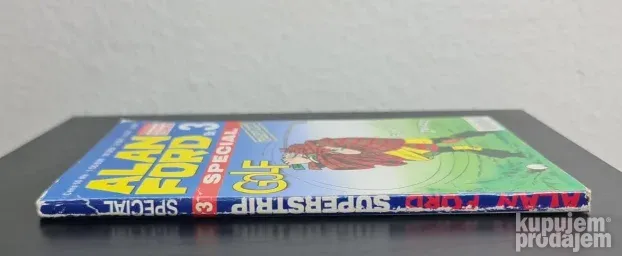 ALAN
FORD
3
SPECIAL
GOLF
SPECIAL 3 SUPERSTRIP ALAN FORD
kupujem
prodajem